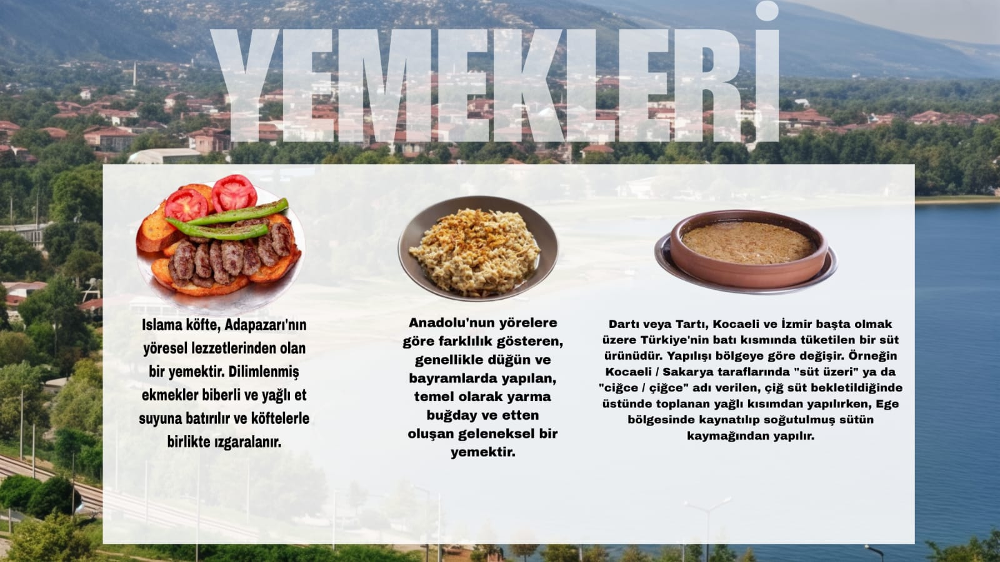 YEMEKLERİ
Islama köfte, Adapazarı'nın
yöresel lezzetlerinden olan
bir yemektir. Dilimlenmiş
ekmekler biberli ve yağlı et
suyuna batırılır ve köftelerle
birlikte ızgaralanır.
Anadolu'nun yörelere
göre farklılık gösteren,
genellikle düğün ve
bayramlarda yapılan,
temel olarak yarma
buğday ve etten
oluşan geleneksel bir
yemektir.
Dartı veya Tartı, Kocaeli ve İzmir başta olmak
üzere Türkiye'nin batı kısmında tüketilen bir süt
ürünüdür. Yapılışı bölgeye göre değişir. Örneğin
Kocaeli / Sakarya taraflarında "süt üzeri" ya da
"ciğce / çiğce" adı verilen, çiğ süt bekletildiğinde
üstünde toplanan yağlı kısımdan yapılırken, Ege
bölgesinde kaynatılıp soğutulmuş sütün
kaymağından yapılır.